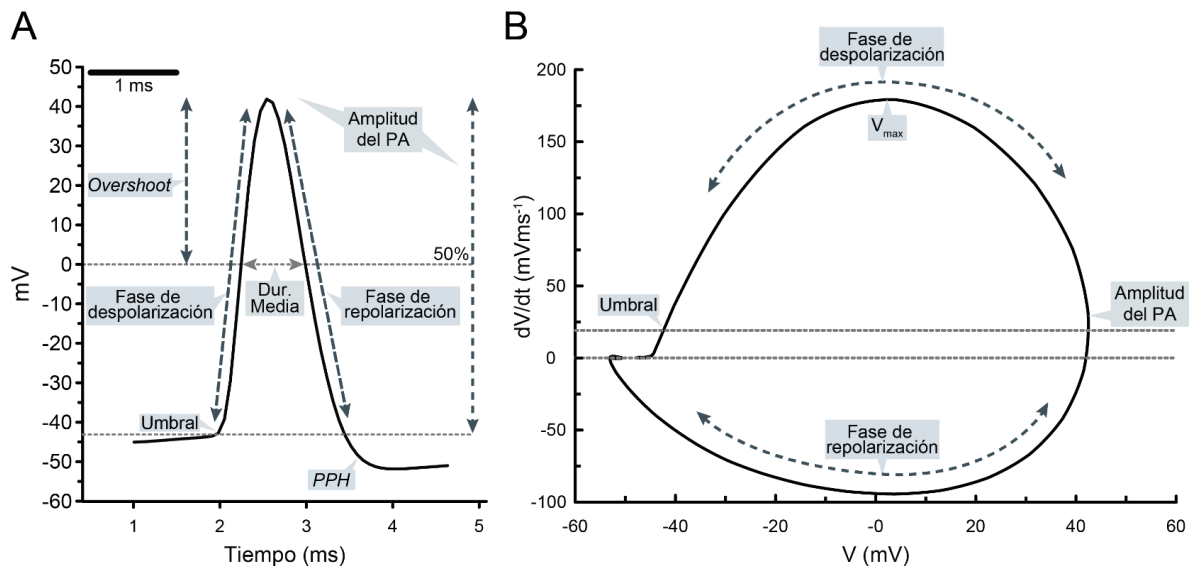 A
50
40
30
20
10
0
-10
-20
-30
-40
-50
-60
mV
1 ms
Overshoot
Amplitud
del PA
50%
Fase de
despolarización
Dur.
Media
Fase de
repolarización
Umbral
PPH
1
2
3
4
5
Tiempo (ms)
B
Fase de
despolarización
200
150
100
50
0
-50
-100
dV/dt (mVms⁻¹)
Vmax
Umbral
Amplitud
del PA
Fase de
repolarización
-60
-40
-20
-0
20
40
60
V (mV)